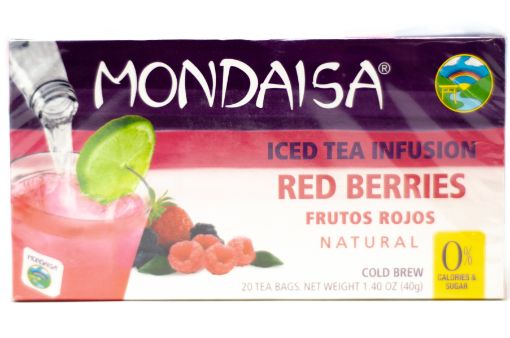 MONDAISA®
ICED TEA INFUSION
RED BERRIES
FRUTOS ROJOS
NATURAL
COLD BREW
20 TEA BAGS. NET WEIGHT 1.40 OZ (40g)
0%
CALORIES &
SUGAR
MONDAISA